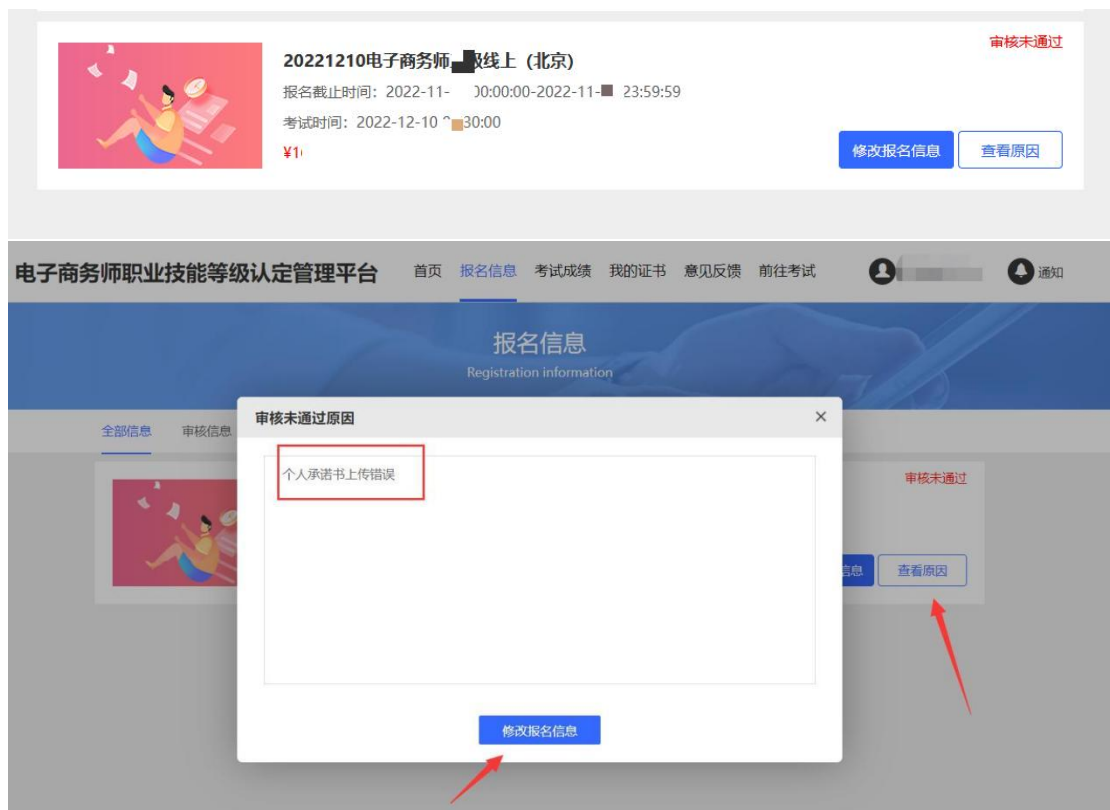 审核未通过
20221210电子商务师 级线上（北京）
报名截止时间：2022-11- 00:00:00-2022-11- 23:59:59
考试时间：2022-12-10 30:00
¥1
修改报名信息 查看原因
电子商务师职业技能等级认定管理平台 首页 报名信息 考试成绩 我的证书 意见反馈 前往考试 通知
报名信息
Registration information
审核未通过原因 ×
全部信息 审核信息
个人承诺书上传错误
审核未通过
信息 查看原因
修改报名信息